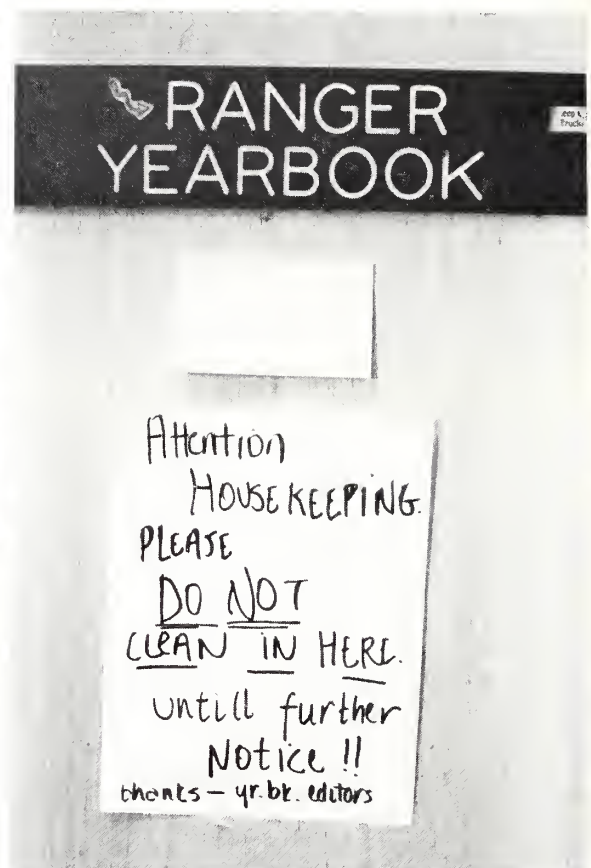 RANGER
YEARBOOK
Attention
HOUSEKEEPING.
PLEASE
DO NOT
CLEAN IN HERE.
untill further
Notice !!
thanks — yr. bk. editors